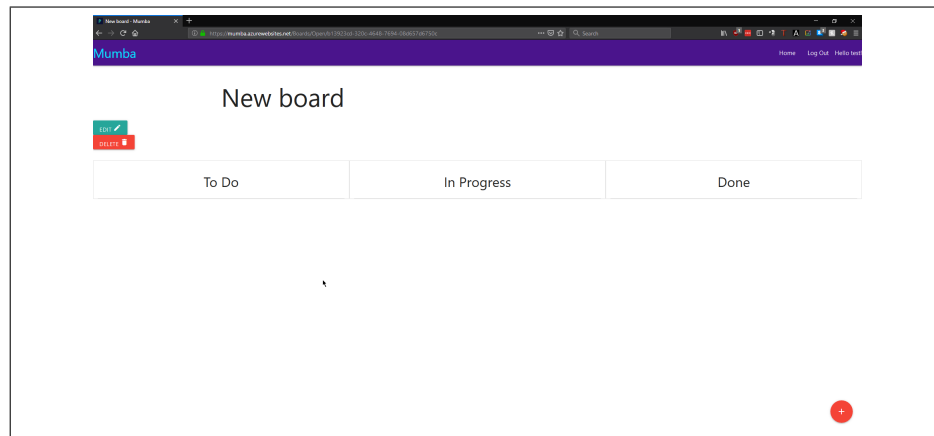 New board - Mumba
https://mumba.azurewebsites.net/Boards/Open/
Search
Mumba
Home Log Out Hello test!
New board
EDIT
DELETE
To Do In Progress Done